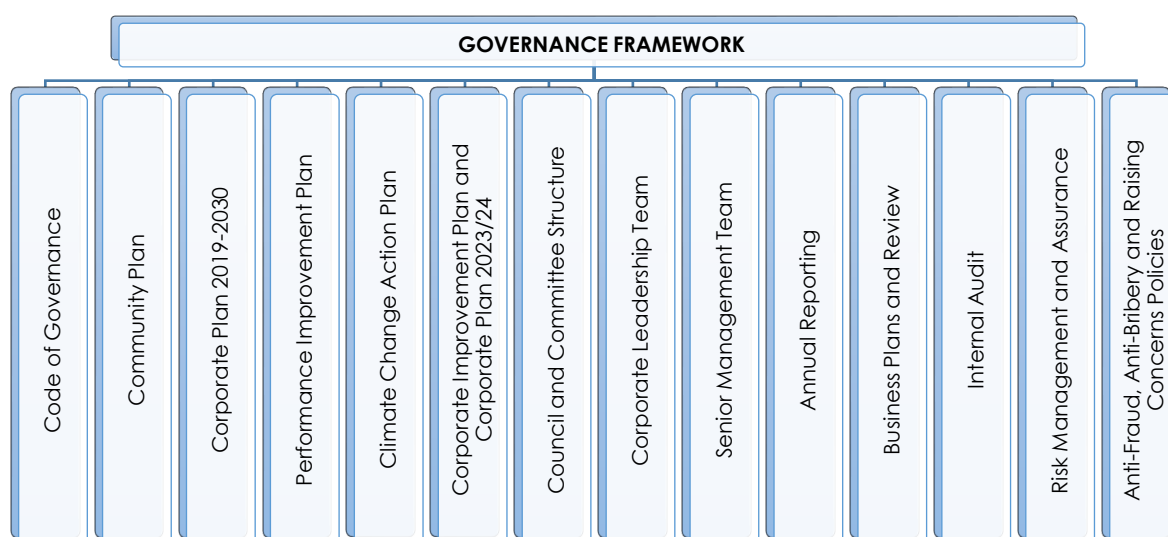 GOVERNANCE FRAMEWORK
Code of Governance
Community Plan
Corporate Plan 2019-2030
Performance Improvement Plan
Climate Change Action Plan
Corporate Improvement Plan and
Corporate Plan 2023/24
Council and Committee Structure
Corporate Leadership Team
Senior Management Team
Annual Reporting
Business Plans and Review
Internal Audit
Risk Management and Assurance
Anti-Fraud, Anti-Bribery and Raising
Concerns Policies